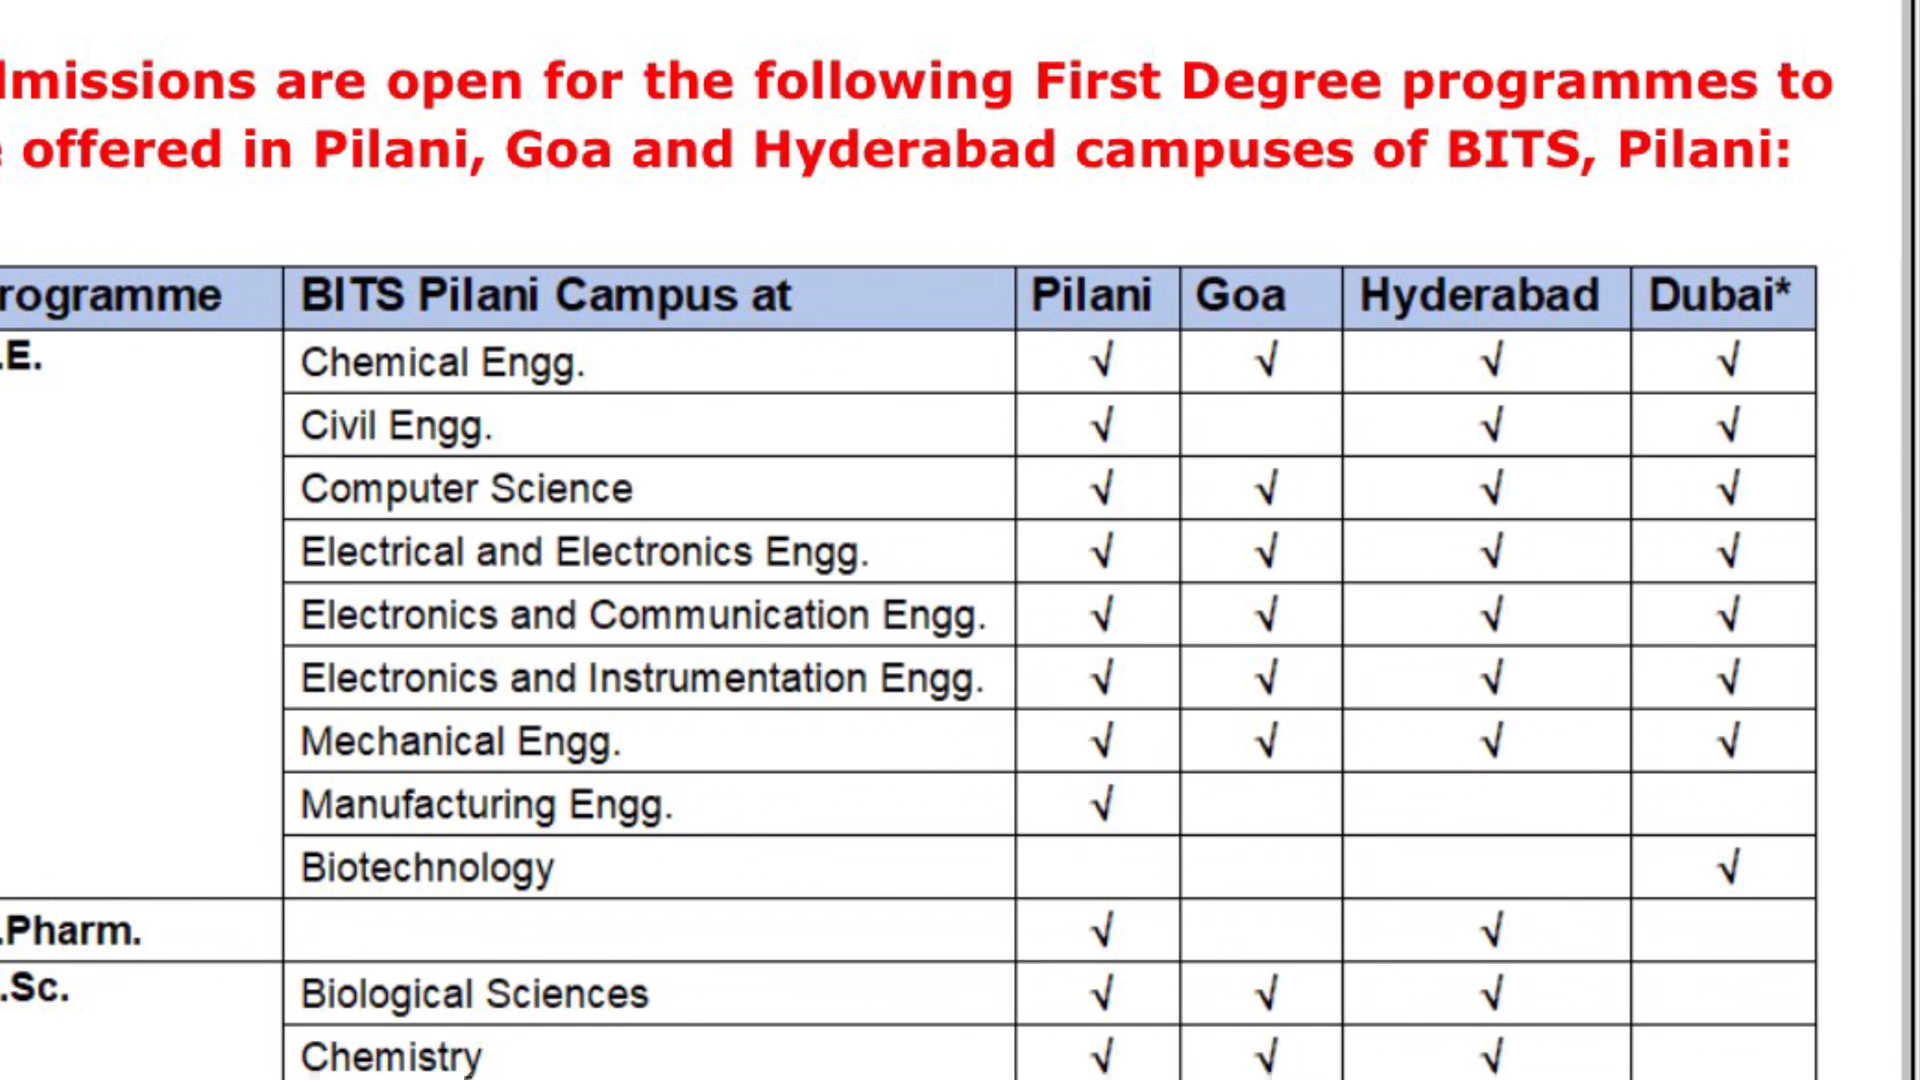 dmissions are open for the following First Degree programmes to
e offered in Pilani, Goa and Hyderabad campuses of BITS, Pilani:
rogramme BITS Pilani Campus at Pilani Goa Hyderabad Dubai*
.E. Chemical Engg. √ √ √ √
Civil Engg. √ √ √
Computer Science √ √ √ √
Electrical and Electronics Engg. √ √ √ √
Electronics and Communication Engg. √ √ √ √
Electronics and Instrumentation Engg. √ √ √ √
Mechanical Engg. √ √ √ √
Manufacturing Engg. √
Biotechnology √
.Pharm. √ √
.Sc. Biological Sciences √ √ √
Chemistry √ √ √